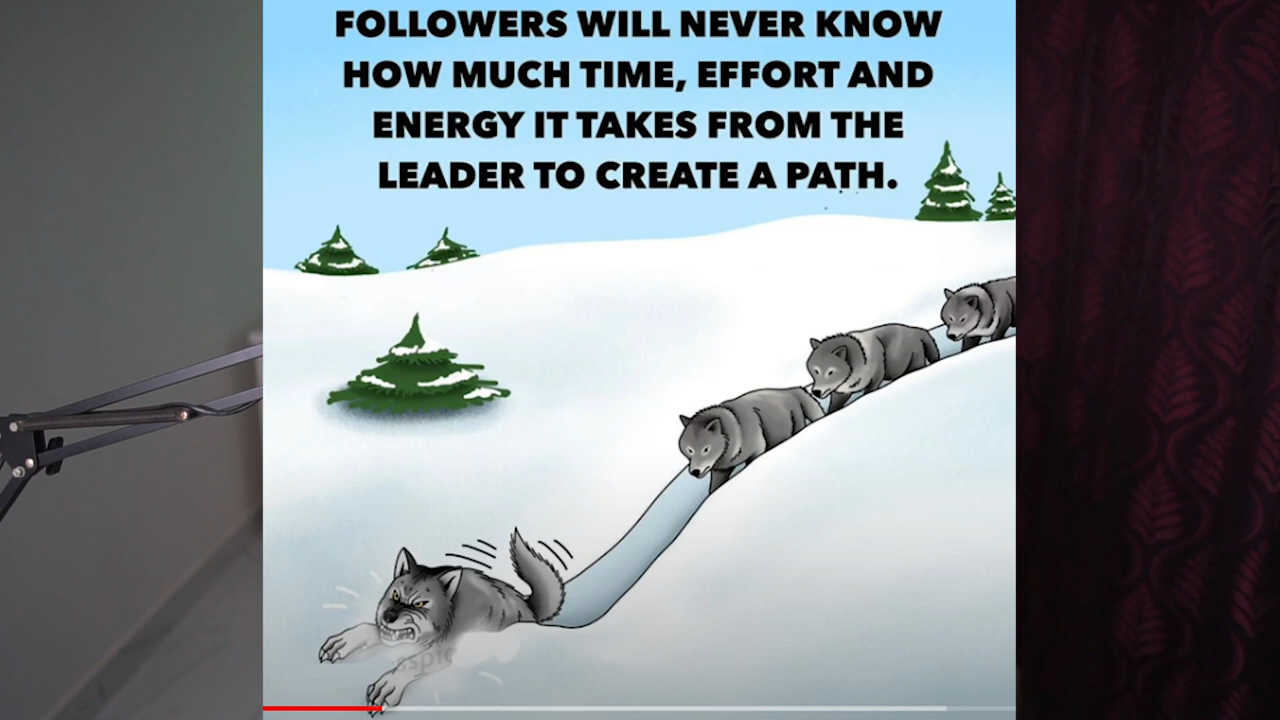 FOLLOWERS WILL NEVER KNOW
HOW MUCH TIME, EFFORT AND
ENERGY IT TAKES FROM THE
LEADER TO CREATE A PATH.